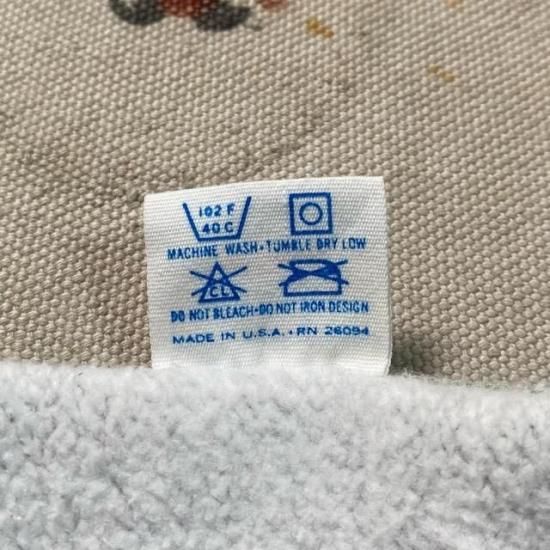 102 F
40 C
MACHINE WASH • TUMBLE DRY LOW
CL
DO NOT BLEACH • DO NOT IRON DESIGN
MADE IN U.S.A. • RN 26094